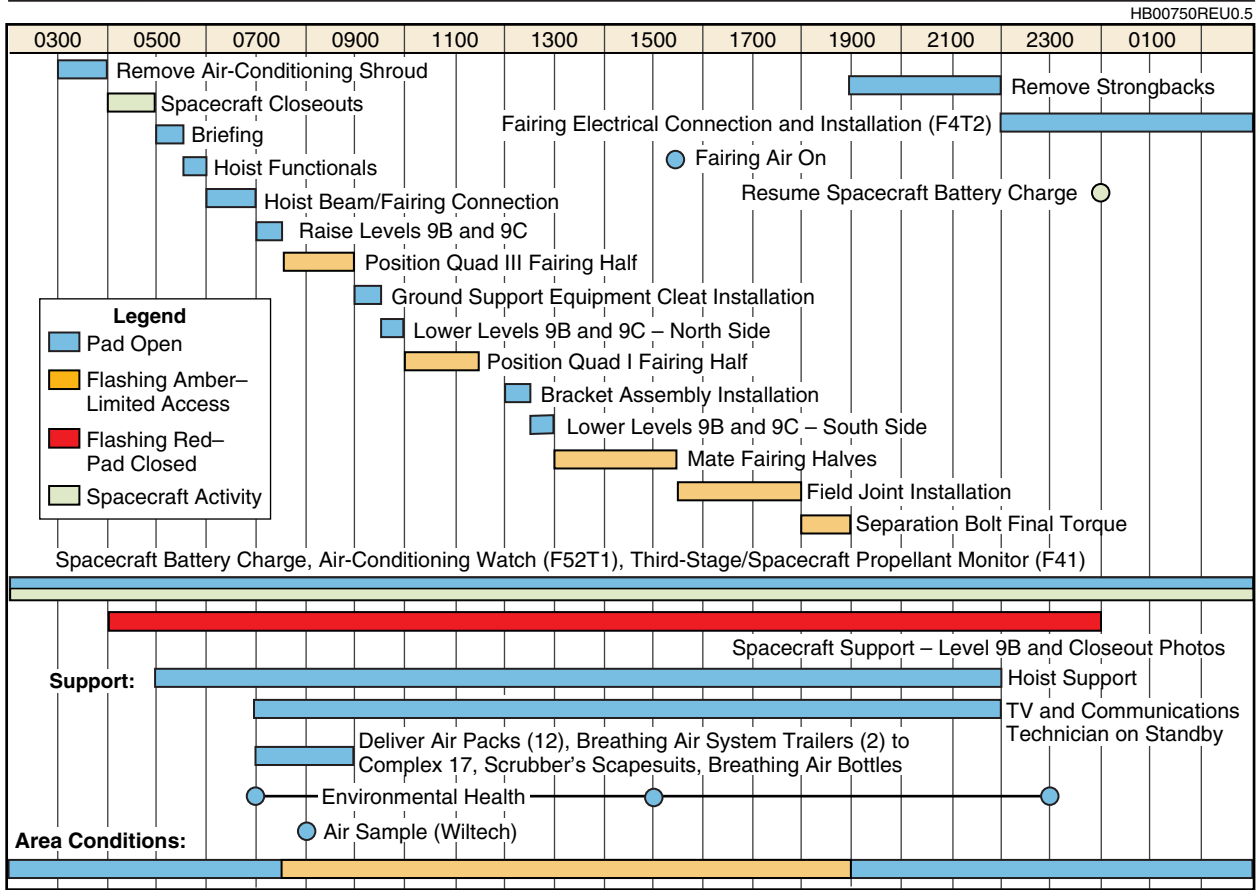 HB00750REU0.5
0300 0500 0700 0900 1100 1300 1500 1700 1900 2100 2300 0100
Remove Air-Conditioning Shroud
Remove Strongbacks
Spacecraft Closeouts
Fairing Electrical Connection and Installation (F4T2)
Briefing
Fairing Air On
Hoist Functionals
Resume Spacecraft Battery Charge
Hoist Beam/Fairing Connection
Raise Levels 9B and 9C
Position Quad III Fairing Half
Ground Support Equipment Cleat Installation
Lower Levels 9B and 9C – North Side
Position Quad I Fairing Half
Bracket Assembly Installation
Lower Levels 9B and 9C – South Side
Mate Fairing Halves
Field Joint Installation
Separation Bolt Final Torque
Legend
Pad Open
Flashing Amber–
Limited Access
Flashing Red–
Pad Closed
Spacecraft Activity
Spacecraft Battery Charge, Air-Conditioning Watch (F52T1), Third-Stage/Spacecraft Propellant Monitor (F41)
Spacecraft Support – Level 9B and Closeout Photos
Support:
Hoist Support
TV and Communications
Technician on Standby
Deliver Air Packs (12), Breathing Air System Trailers (2) to
Complex 17, Scrubber's Scapesuits, Breathing Air Bottles
Environmental Health
Air Sample (Wiltech)
Area Conditions: